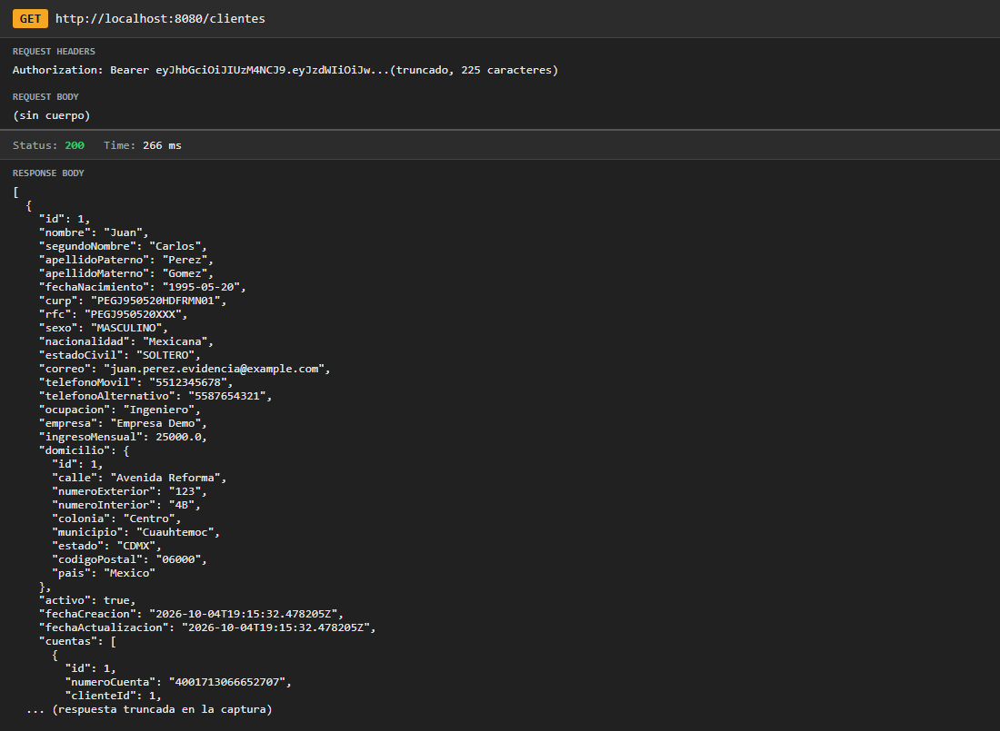 GET http://localhost:8080/clientes
REQUEST HEADERS
Authorization: Bearer eyJhbGciOiJIUzM4NCJ9.eyJzdWIiOiJw...(truncado, 225 caracteres)
REQUEST BODY
(sin cuerpo)
Status: 200 Time: 266 ms
RESPONSE BODY
[
  {
    "id": 1,
    "nombre": "Juan",
    "segundoNombre": "Carlos",
    "apellidoPaterno": "Perez",
    "apellidoMaterno": "Gomez",
    "fechaNacimiento": "1995-05-20",
    "curp": "PEGJ950520HDFRMN01",
    "rfc": "PEGJ950520XXX",
    "sexo": "MASCULINO",
    "nacionalidad": "Mexicana",
    "estadoCivil": "SOLTERO",
    "correo": "juan.perez.evidencia@example.com",
    "telefonoMovil": "5512345678",
    "telefonoAlternativo": "5587654321",
    "ocupacion": "Ingeniero",
    "empresa": "Empresa Demo",
    "ingresoMensual": 25000.0,
    "domicilio": {
      "id": 1,
      "calle": "Avenida Reforma",
      "numeroExterior": "123",
      "numeroInterior": "4B",
      "colonia": "Centro",
      "municipio": "Cuauhtemoc",
      "estado": "CDMX",
      "codigoPostal": "06000",
      "pais": "Mexico"
    },
    "activo": true,
    "fechaCreacion": "2026-10-04T19:15:32.478205Z",
    "fechaActualizacion": "2026-10-04T19:15:32.478205Z",
    "cuentas": [
      {
        "id": 1,
        "numeroCuenta": "4001713066652707",
        "clienteId": 1,
  ... (respuesta truncada en la captura)